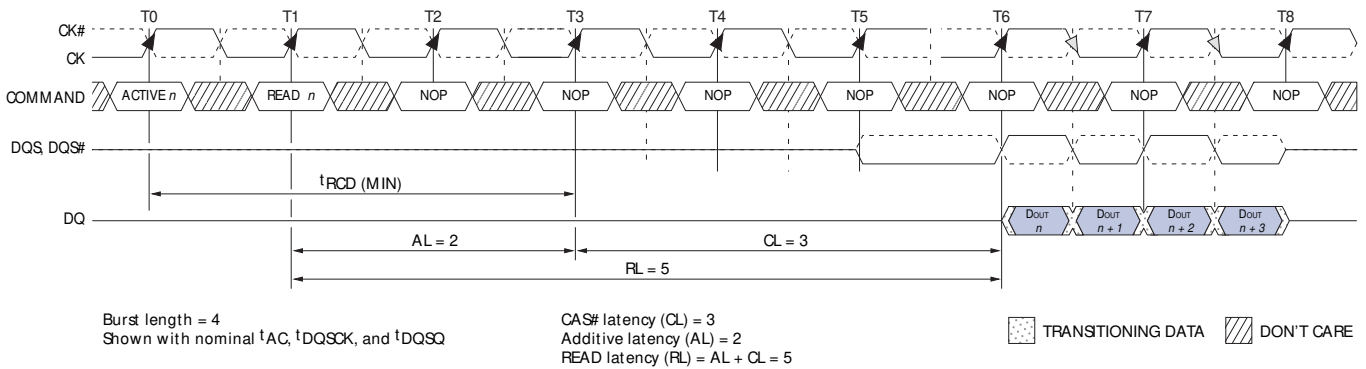 T0 T1 T2 T3 T4 T5 T6 T7 T8
CK#
CK
COMMAND ACTIVE n READ n NOP NOP NOP NOP NOP NOP NOP
DQS, DQS#
tRCD (MIN)
DQ DOUT n DOUT n + 1 DOUT n + 2 DOUT n + 3
AL = 2 CL = 3
RL = 5
Burst length = 4
Shown with nominal tAC, tDQSCK, and tDQSQ
CAS# latency (CL) = 3
Additive latency (AL) = 2
READ latency (RL) = AL + CL = 5
TRANSITIONING DATA DON'T CARE